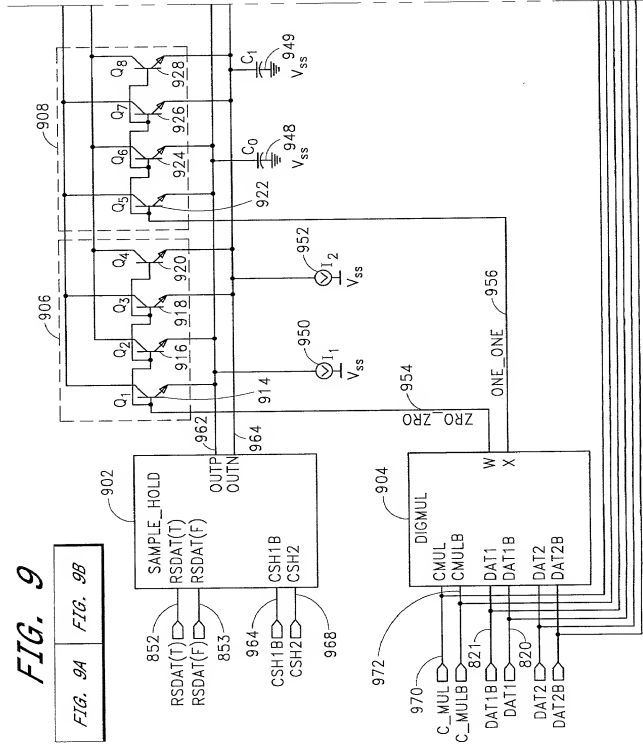 FIG. 9
FIG. 9A
FIG. 9B
906
908
Q1
Q2
Q3
Q4
Q5
Q6
Q7
Q8
914
916
918
920
922
924
926
928
C0
948
VSS
C1
949
VSS
950
I1
VSS
952
I2
VSS
902
SAMPLE_HOLD
RSDAT(T)
RSDAT(F)
CSH1B
CSH2
OUTP
OUTN
962
964
852
RSDAT(T)
RSDAT(F)
853
964
CSH1B
CSH2
968
954
ZRO_ZRO
956
ONE_ONE
904
DIGMUL
CMUL
CMULB
DAT1
DAT1B
DAT2
DAT2B
W
X
970
972
C_MUL
C_MULB
821
DAT1B
DAT1
820
DAT2
DAT2B